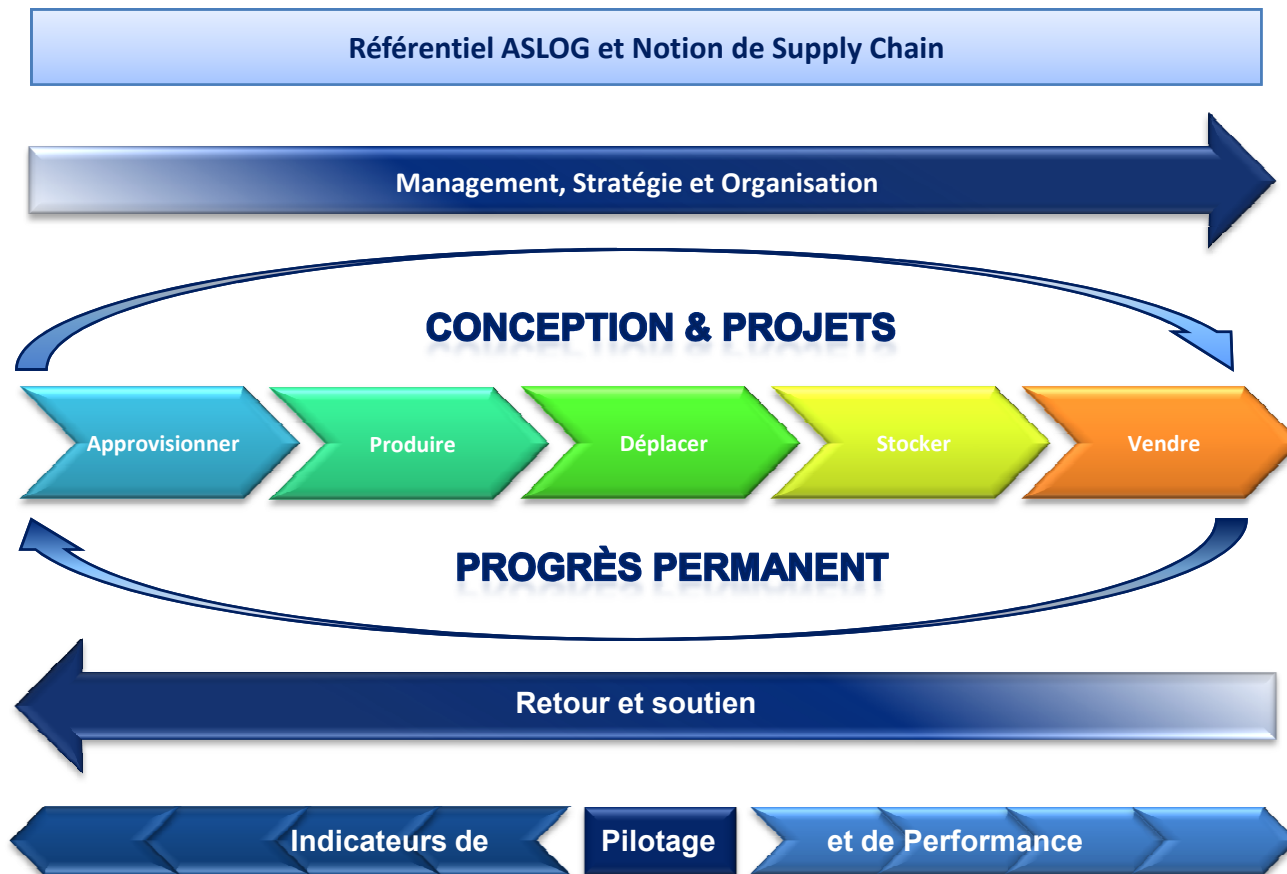 Référentiel ASLOG et Notion de Supply Chain
Management, Stratégie et Organisation
CONCEPTION & PROJETS
Approvisionner
Produire
Déplacer
Stocker
Vendre
PROGRÈS PERMANENT
Retour et soutien
Indicateurs de Pilotage et de Performance